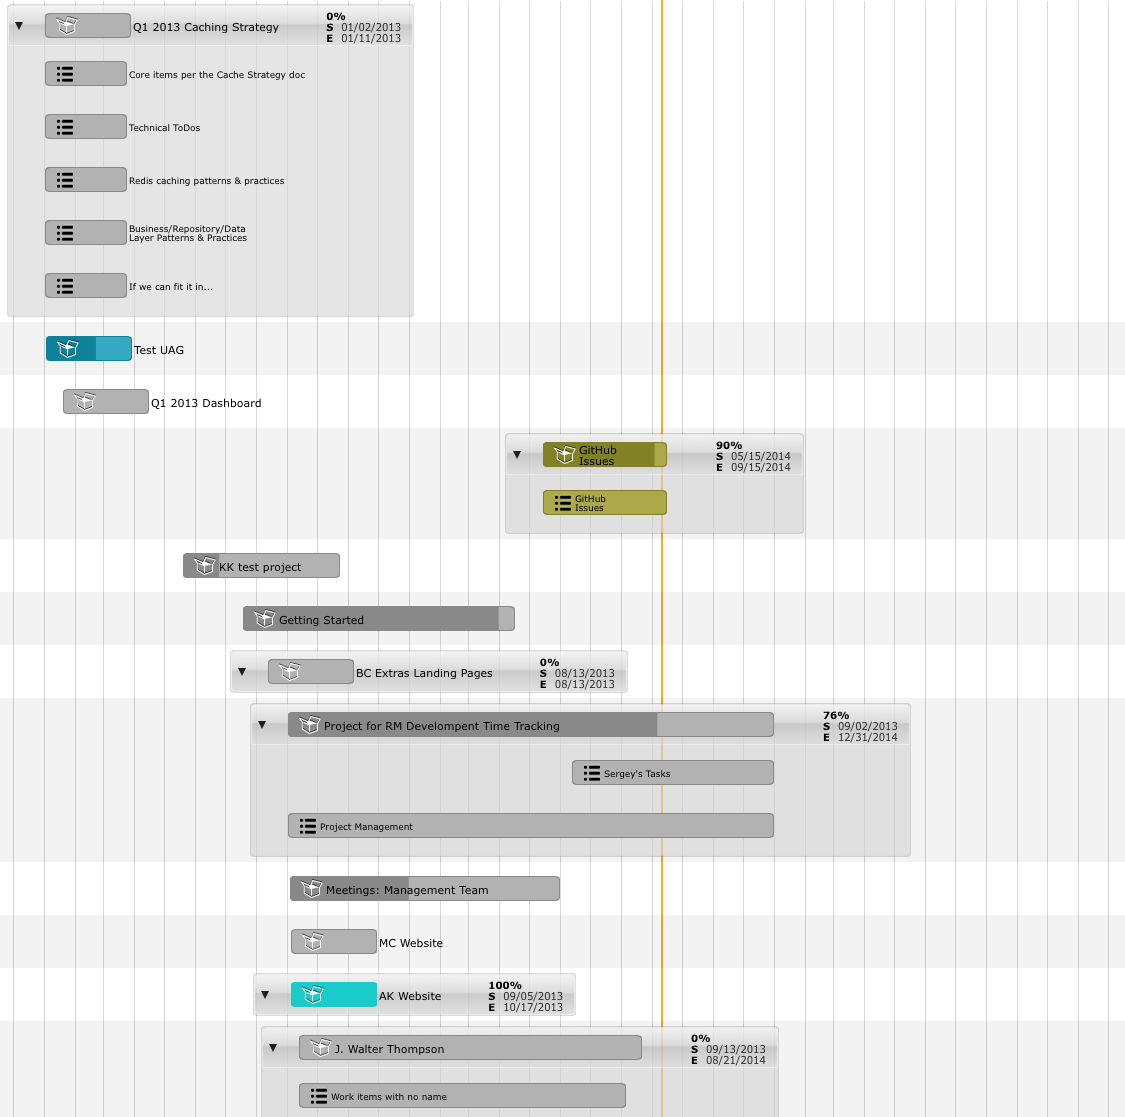 Q1 2013 Caching Strategy
0%
S 01/02/2013
E 01/11/2013
Core items per the Cache Strategy doc
Technical ToDos
Redis caching patterns & practices
Business/Repository/Data
Layer Patterns & Practices
If we can fit it in...
Test UAG
Q1 2013 Dashboard
GitHub
Issues
90%
S 05/15/2014
E 09/15/2014
GitHub
Issues
KK test project
Getting Started
BC Extras Landing Pages
0%
S 08/13/2013
E 08/13/2013
Project for RM Develompent Time Tracking
76%
S 09/02/2013
E 12/31/2014
Sergey's Tasks
Project Management
Meetings: Management Team
MC Website
AK Website
100%
S 09/05/2013
E 10/17/2013
J. Walter Thompson
0%
S 09/13/2013
E 08/21/2014
Work items with no name